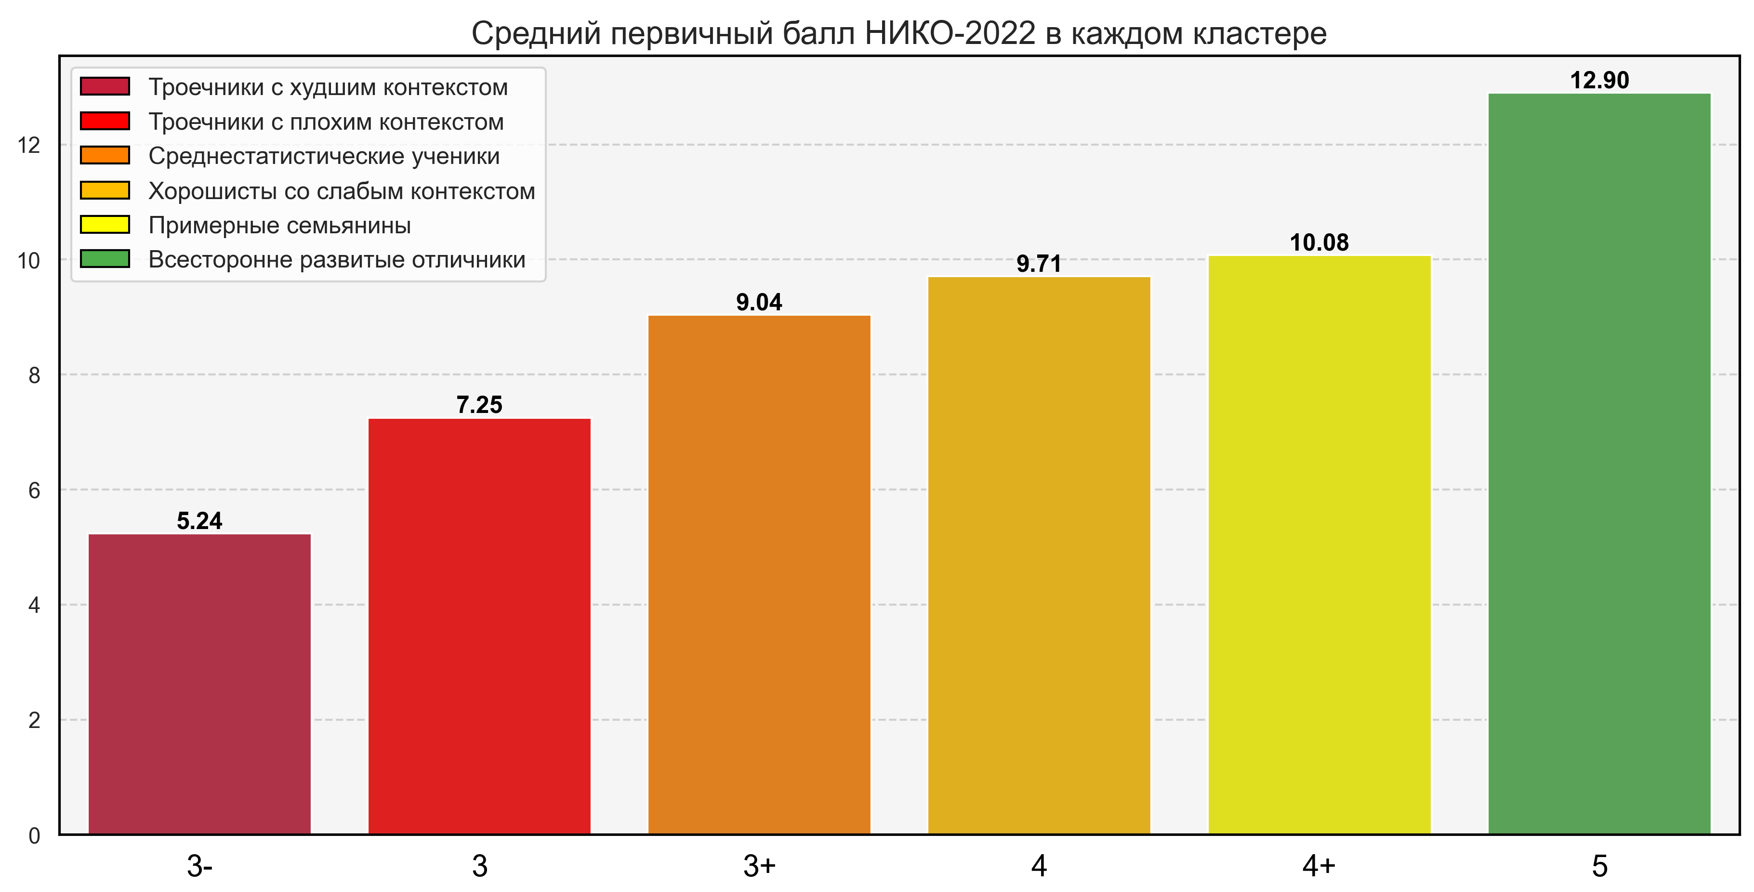 Средний первичный балл НИКО-2022 в каждом кластере
Троечники с худшим контекстом
Троечники с плохим контекстом
Среднестатистические ученики
Хорошисты со слабым контекстом
Примерные семьянины
Всесторонне развитые отличники
12
10
8
6
4
2
0
5.24
7.25
9.04
9.71
10.08
12.90
3-
3
3+
4
4+
5